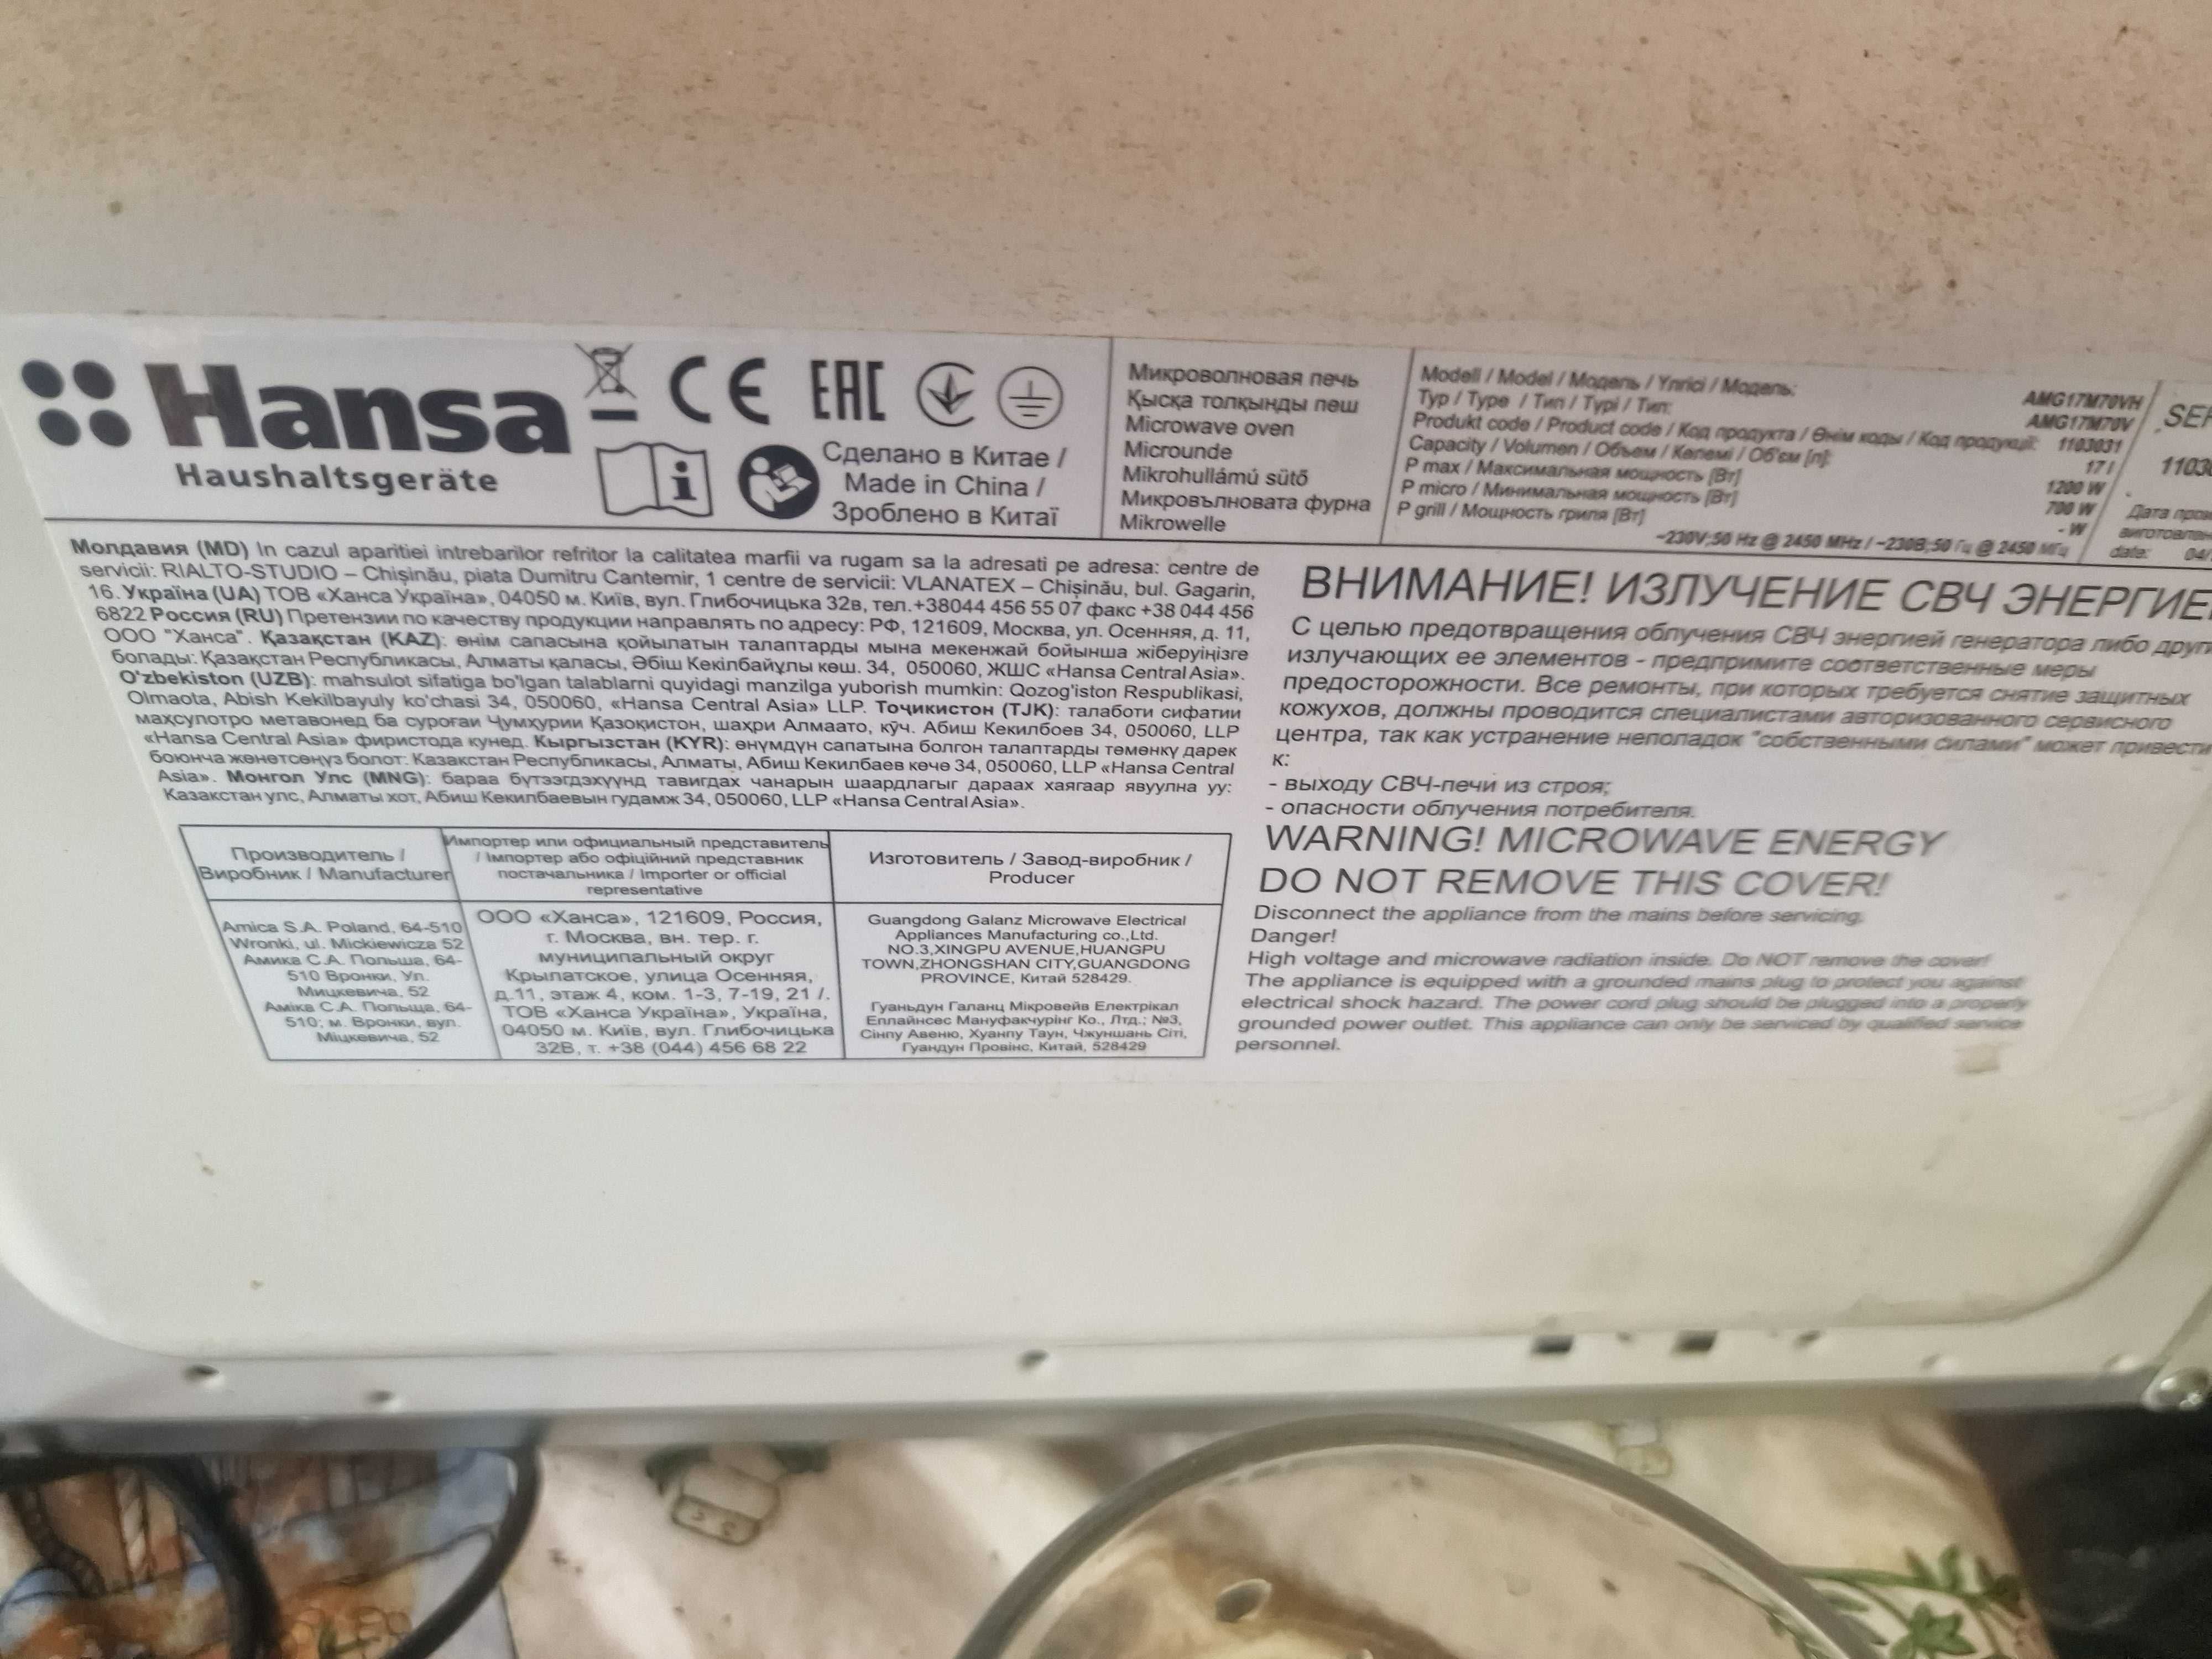 Hansa
Haushaltsgeräte
CE EAC
i
Сделано в Китае /
Made in China /
Зроблено в Китаї
Микроволновая печь
Қысқа толқынды пеш
Microwave oven
Microunde
Mikrohullámú sütő
Микровълновата фурна
Mikrowelle
Modell / Model / Модель / Үлгісі / Модель: AMG17M70VH
Typ / Type / Тип / Түрі / Тип: AMG17M70V
Produkt code / Product code / Код продукта / Өнім коды / Код продукції: 1103031
Capacity / Volumen / Объем / Көлемі / Об'єм [л]: 17 l
P max / Максимальная мощность [Вт] 1200 W
P micro / Минимальная мощность [Вт] 700 W
P grill / Мощность гриля [Вт] - W
~230V;50 Hz @ 2450 MHz / ~230В;50 Гц @ 2450 МГц
date: 04/
Молдавия (MD) In cazul aparitiei intrebarilor refritor la calitatea marfii va rugam sa la adresati pe adresa: centre de
servicii: RIALTO-STUDIO – Chişinău, piata Dumitru Cantemir, 1 centre de servicii: VLANATEX – Chişinău, bul. Gagarin,
16. Україна (UA) ТОВ «Ханса Україна», 04050 м. Київ, вул. Глибочицька 32в, тел.+38044 456 55 07 факс +38 044 456
6822 Россия (RU) Претензии по качеству продукции направлять по адресу: РФ, 121609, Москва, ул. Осенняя, д. 11,
ООО "Ханса". Қазақстан (KAZ): өнім сапасына қойылатын талаптарды мына мекенжай бойынша жіберуіңізге
болады: Қазақстан Республикасы, Алматы қаласы, Әбіш Кекілбайұлы көш. 34, 050060, ЖШС «Hansa Central Asia».
O'zbekiston (UZB): mahsulot sifatiga bo'lgan talablarni quyidagi manzilga yuborish mumkin: Qozog'iston Respublikasi,
Olmaota, Abish Kekilbayuly ko'chasi 34, 050060, «Hansa Central Asia» LLP. Тоҷикистон (TJK): талаботи сифатии
маҳсулотро метавонед ба суроғаи Ҷумҳурии Қазоқистон, шаҳри Алмаато, кӯч. Абиш Кекилбоев 34, 050060, LLP
«Hansa Central Asia» фиристода кунед. Кыргызстан (KYR): өнүмдүн сапатына болгон талаптарды төмөнкү дарек
боюнча жөнөтсөңүз болот: Казакстан Республикасы, Алматы, Абиш Кекилбаев көчө 34, 050060, LLP «Hansa Central
Asia». Монгол Улс (MNG): бараа бүтээгдэхүүнд тавигдах чанарын шаардлагыг дараах хаягаар явуулна уу:
Казакстан улс, Алматы хот, Абиш Кекилбаевын гудамж 34, 050060, LLP «Hansa Central Asia».
Производитель /
Виробник / Manufacturer
Импортер или официальный представитель
/ Імпортер або офіційний представник
постачальника / Importer or official
representative
Изготовитель / Завод-виробник /
Producer
Amica S.A. Poland, 64-510
Wronki, ul. Mickiewicza 52
Амика С.А. Польша, 64-
510 Вронки, Ул.
Мицкевича, 52
Аміка С.А. Польща, 64-
510; м. Вронки, вул.
Міцкевича, 52
ООО «Ханса», 121609, Россия,
г. Москва, вн. тер. г.
муниципальный округ
Крылатское, улица Осенняя,
д.11, этаж 4, ком. 1-3, 7-19, 21 /.
ТОВ «Ханса Україна», Україна,
04050 м. Київ, вул. Глибочицька
32В, т. +38 (044) 456 68 22
Guangdong Galanz Microwave Electrical
Appliances Manufacturing co.,Ltd.
NO.3,XINGPU AVENUE,HUANGPU
TOWN,ZHONGSHAN CITY,GUANGDONG
PROVINCE, Китай 528429.
Гуаньдун Галанц Мікровейв Електрікал
Еплайнсес Мануфакчурінг Ко., Лтд.; №3,
Сінпу Авеню, Хуанпу Таун, Чжуншань Сіті,
Гуандун Провінс, Китай, 528429
ВНИМАНИЕ! ИЗЛУЧЕНИЕ СВЧ ЭНЕРГИЕ
С целью предотвращения облучения СВЧ энергией генератора либо други
излучающих ее элементов - предпримите соответственные меры
предосторожности. Все ремонты, при которых требуется снятие защитных
кожухов, должны проводится специалистами авторизованного сервисного
центра, так как устранение неполадок "собственными силами" может привести
к:
- выходу СВЧ-печи из строя;
- опасности облучения потребителя.
WARNING! MICROWAVE ENERGY
DO NOT REMOVE THIS COVER!
Disconnect the appliance from the mains before servicing.
Danger!
High voltage and microwave radiation inside. Do NOT remove the cover!
The appliance is equipped with a grounded mains plug to protect you against
electrical shock hazard. The power cord plug should be plugged into a properly
grounded power outlet. This appliance can only be serviced by qualified service
personnel.